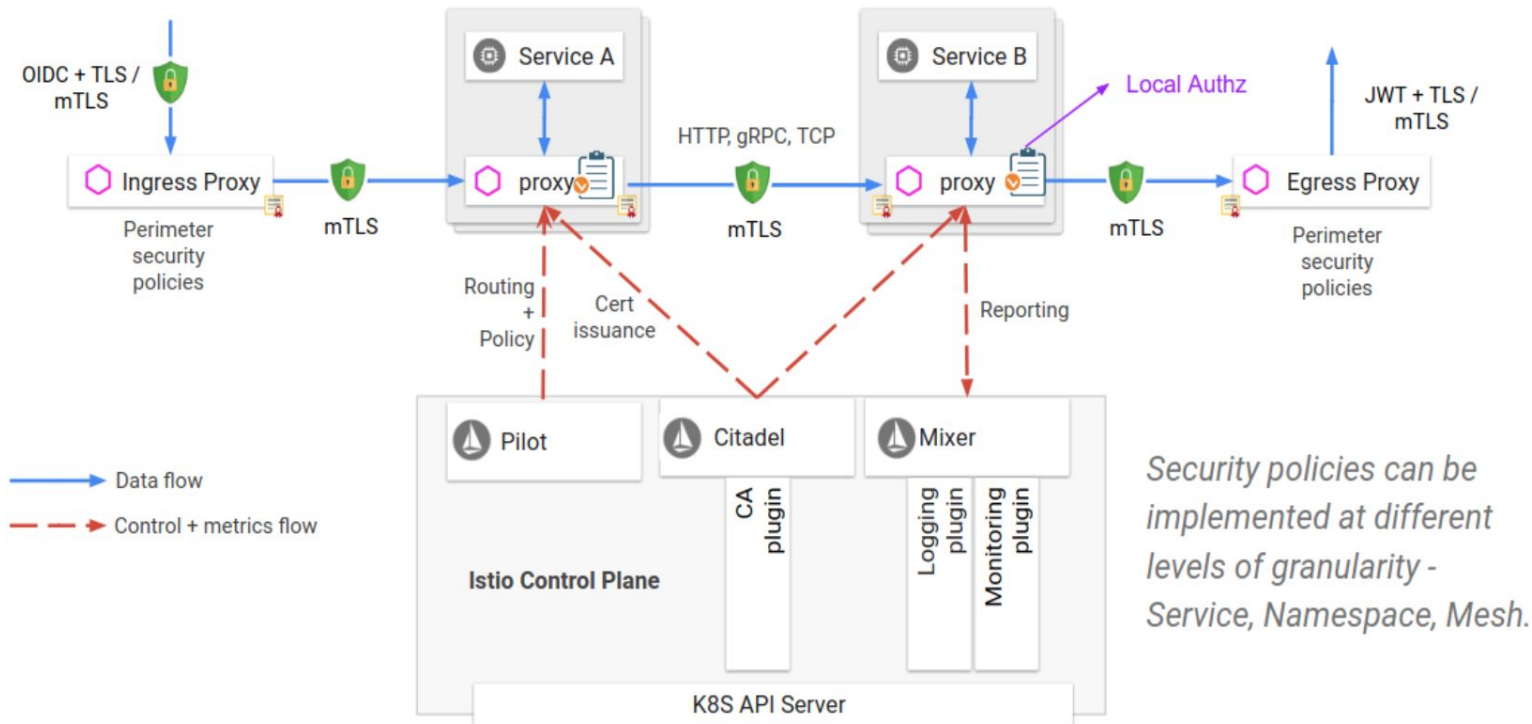 OIDC + TLS /
mTLS
Service A
Service B
Local Authz
JWT + TLS /
mTLS
HTTP, gRPC, TCP
Ingress Proxy
proxy
proxy
Egress Proxy
mTLS
mTLS
mTLS
Perimeter
security
policies
Perimeter
security
policies
Routing
+
Policy
Cert
issuance
Reporting
Pilot
Citadel
Mixer
Data flow
Control + metrics flow
CA
plugin
Logging
plugin
Monitoring
plugin
Istio Control Plane
K8S API Server
Security policies can be
implemented at different
levels of granularity -
Service, Namespace, Mesh.